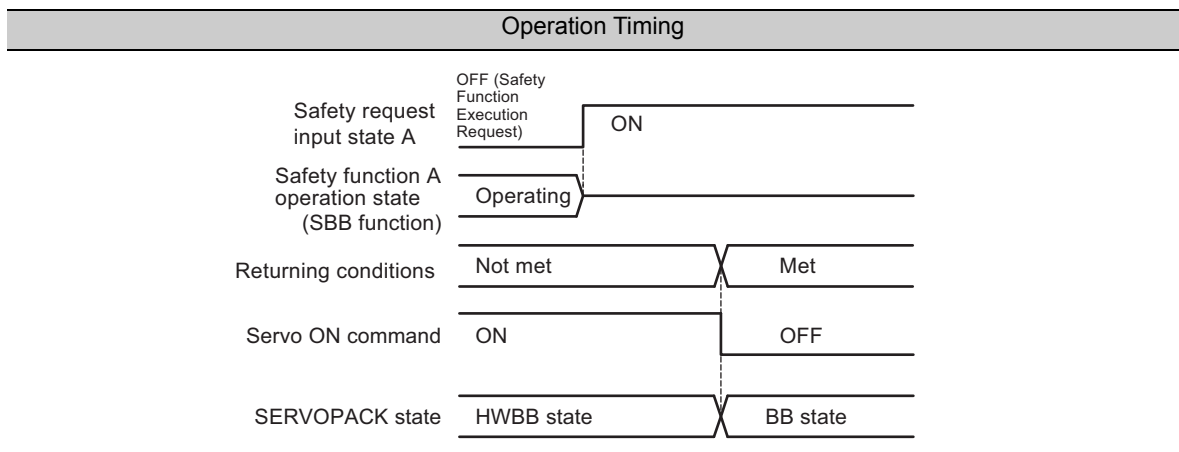 Operation Timing
OFF (Safety
Function
Execution
Request)
Safety request
input state A
ON
Safety function A
operation state
(SBB function)
Operating
Returning conditions
Not met
Met
Servo ON command
ON
OFF
SERVOPACK state
HWBB state
BB state